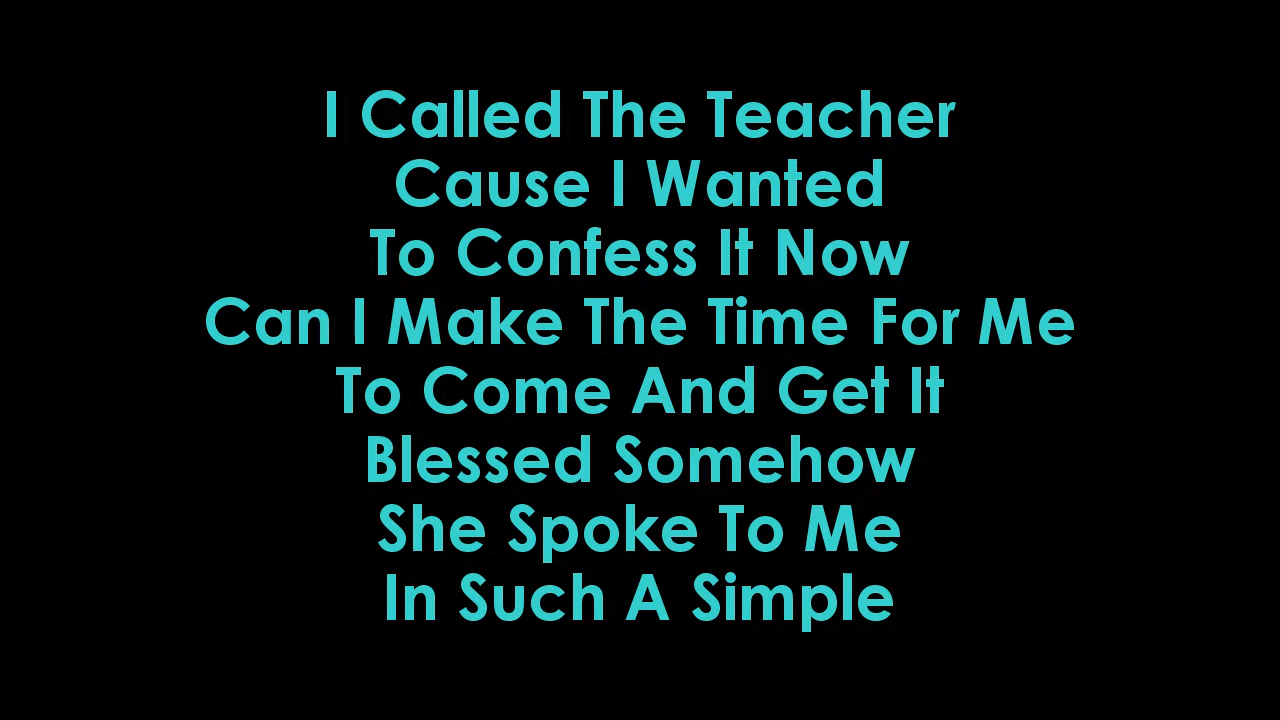 I Called The Teacher
Cause I Wanted
To Confess It Now
Can I Make The Time For Me
To Come And Get It
Blessed Somehow
She Spoke To Me
In Such A Simple